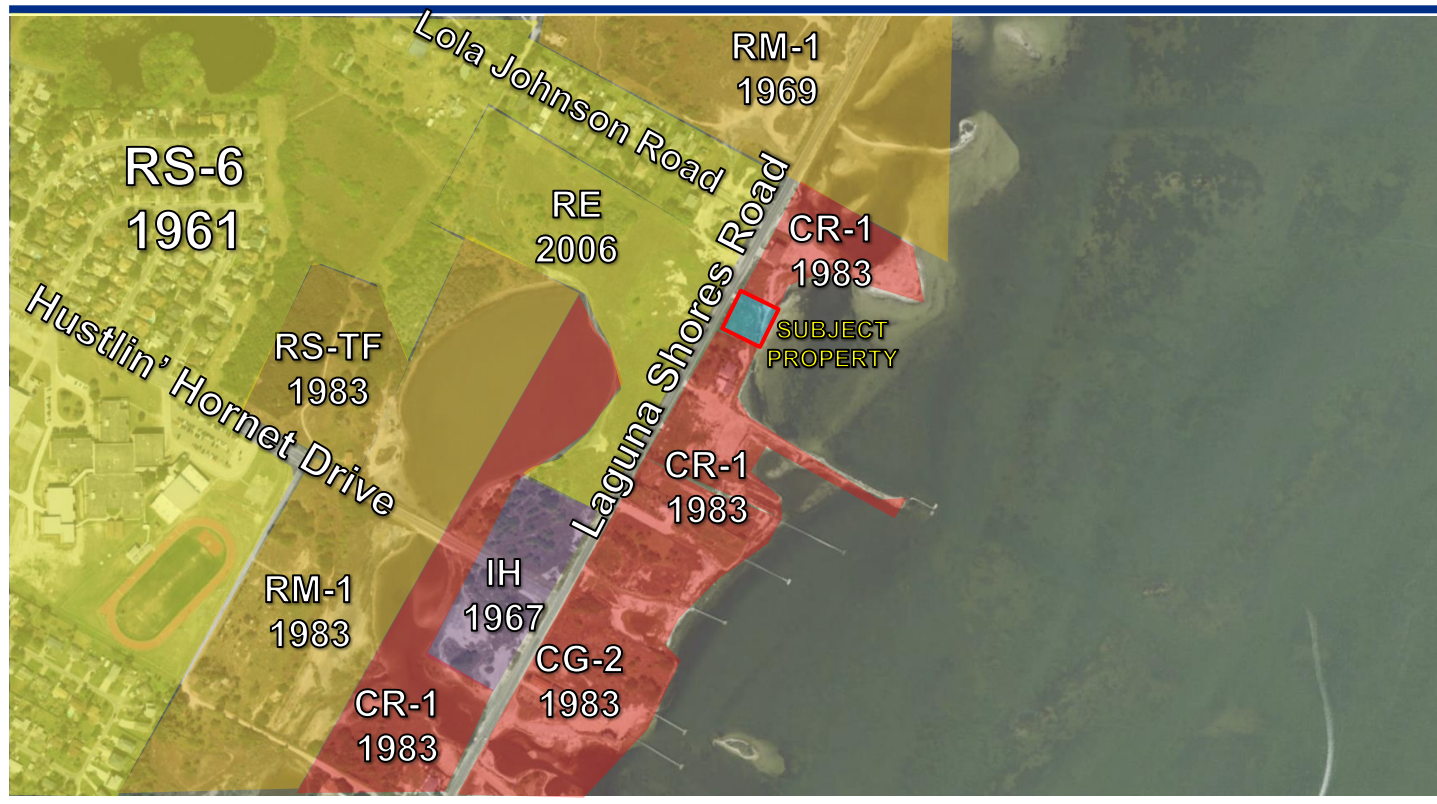 Lola Johnson Road
RM-1
1969
RS-6
1961
RE
2006
Laguna Shores Road
CR-1
1983
SUBJECT
PROPERTY
Hustlin’ Hornet Drive
RS-TF
1983
CR-1
1983
IH
1967
RM-1
1983
CG-2
1983
CR-1
1983